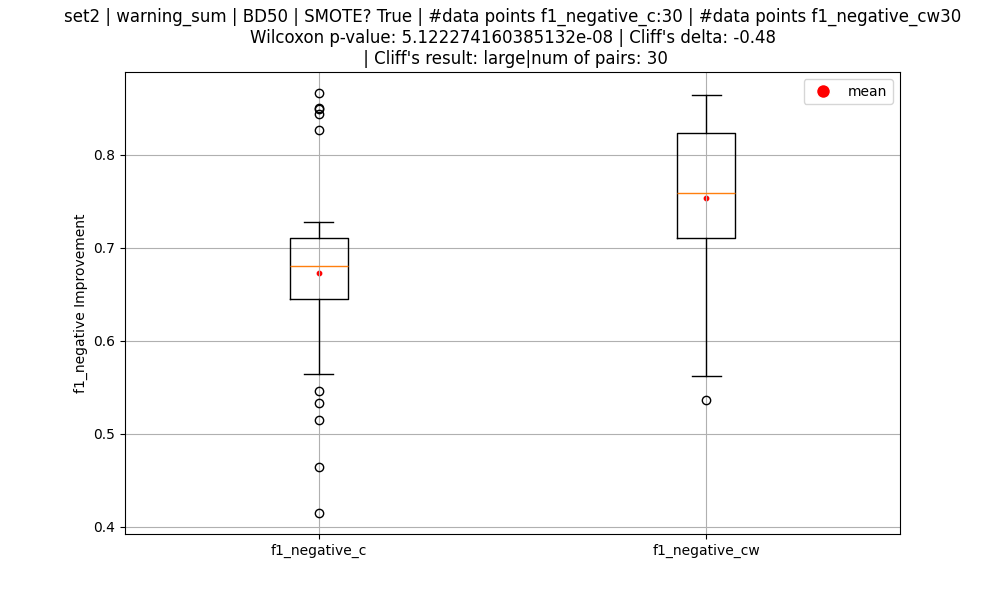 set2 | warning_sum | BD50 | SMOTE? True | #data points f1_negative_c:30 | #data points f1_negative_cw30
Wilcoxon p-value: 5.122274160385132e-08 | Cliff's delta: -0.48
| Cliff's result: large|num of pairs: 30
mean
0.8
0.7
0.6
0.5
0.4
f1_negative Improvement
f1_negative_c
f1_negative_cw